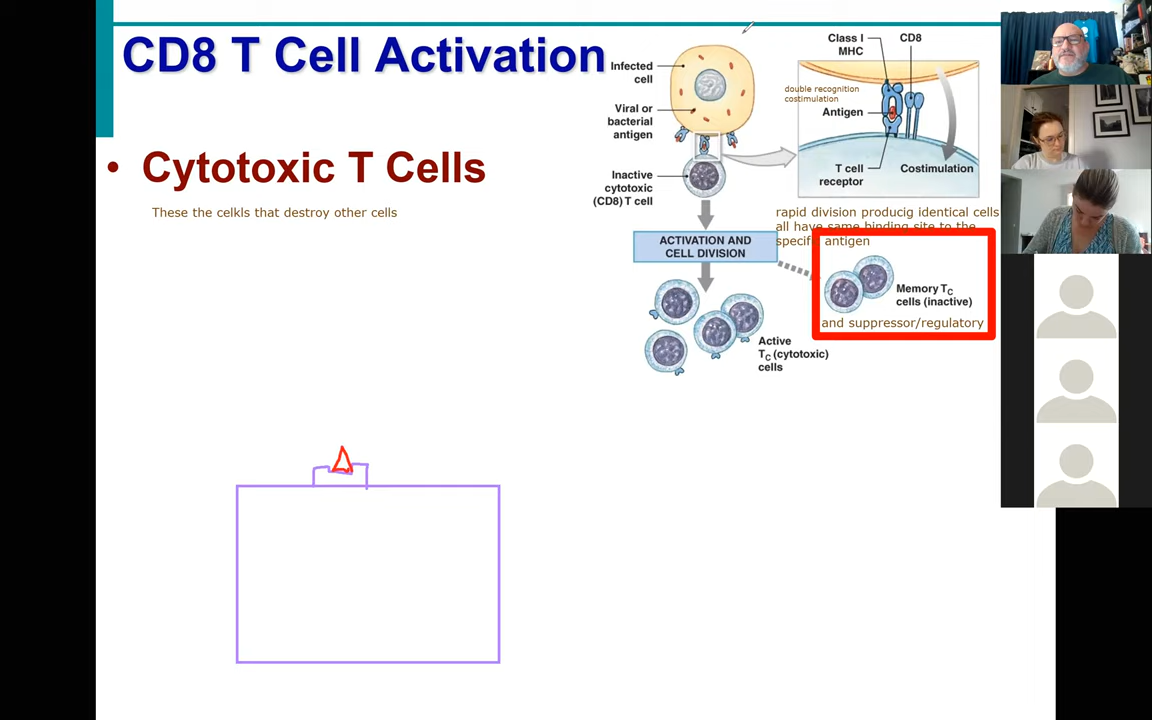 CD8 T Cell Activation
• Cytotoxic T Cells
These the celkls that destroy other cells
Infected
cell
Viral or
bacterial
antigen
Inactive
cytotoxic
(CD8) T cell
Class I
MHC
CD8
double recognition
costimulation
Antigen
T cell
receptor
Costimulation
rapid division producig identical cells
all have same binding site to the
specific antigen
ACTIVATION AND
CELL DIVISION
Memory TC
cells (inactive)
and suppressor/regulatory
Active
TC (cytotoxic)
cells